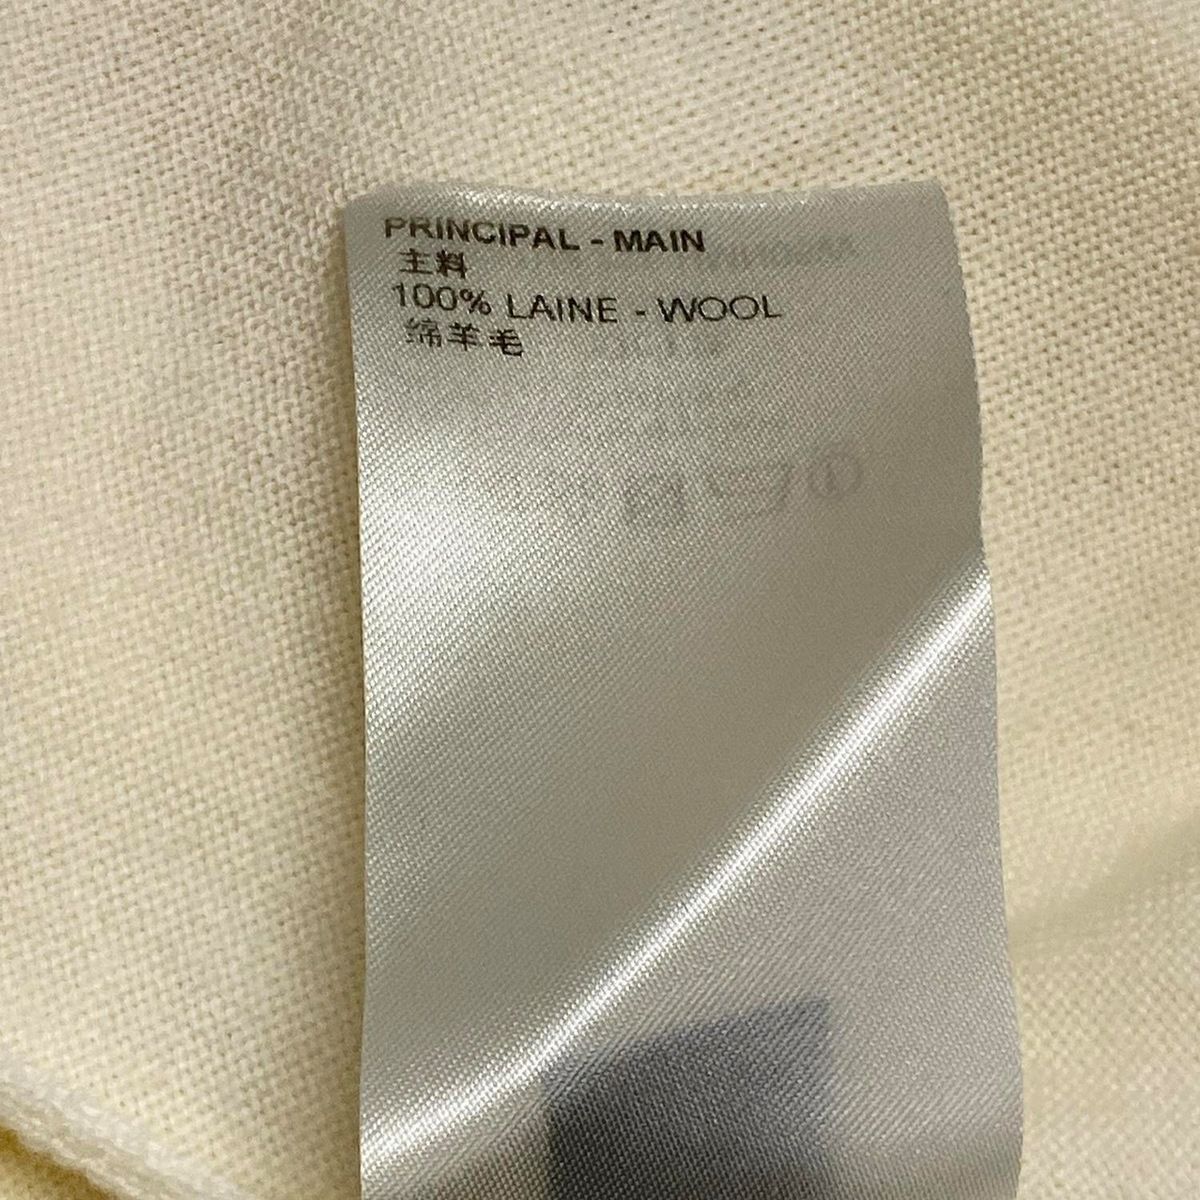 PRINCIPAL - MAIN
主料
100% LAINE - WOOL
绵羊毛